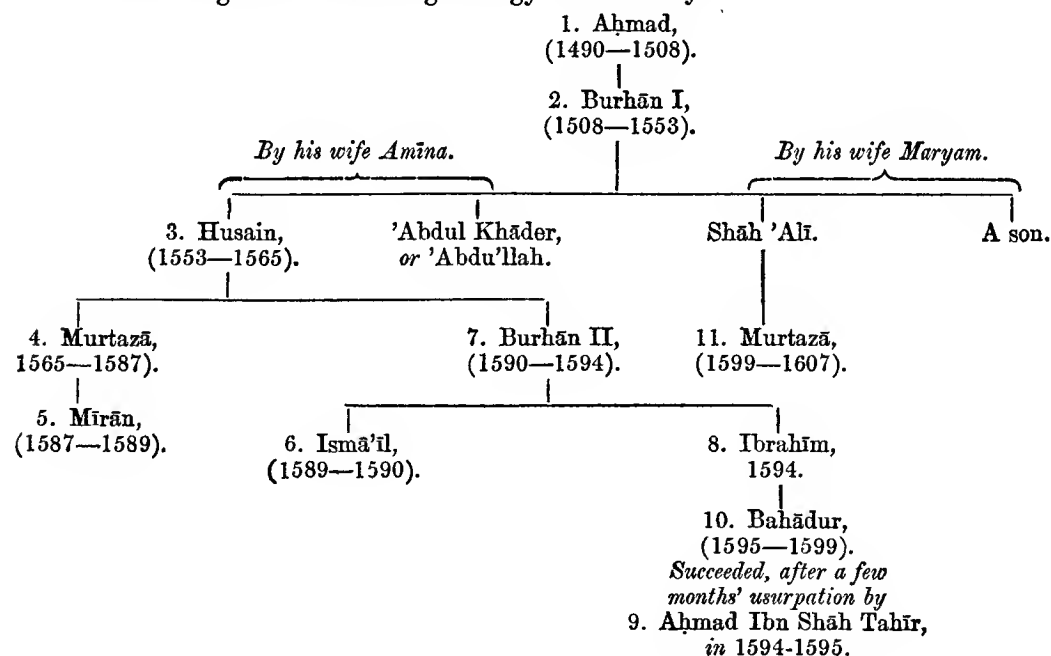 1. Aḥmad,
(1490—1508).
2. Burhān I,
(1508—1553).
By his wife Amīna.
By his wife Maryam.
3. Husain,
(1553—1565).
'Abdul Khāder,
or 'Abdu'llah.
Shāh 'Alī.
A son.
4. Murtazā,
1565—1587).
7. Burhān II,
(1590—1594).
11. Murtazā,
(1599—1607).
5. Mīrān,
(1587—1589).
6. Ismā'īl,
(1589—1590).
8. Ibrahīm,
1594.
10. Bahādur,
(1595—1599).
Succeeded, after a few
months' usurpation by
9. Aḥmad Ibn Shāh Tahīr,
in 1594-1595.